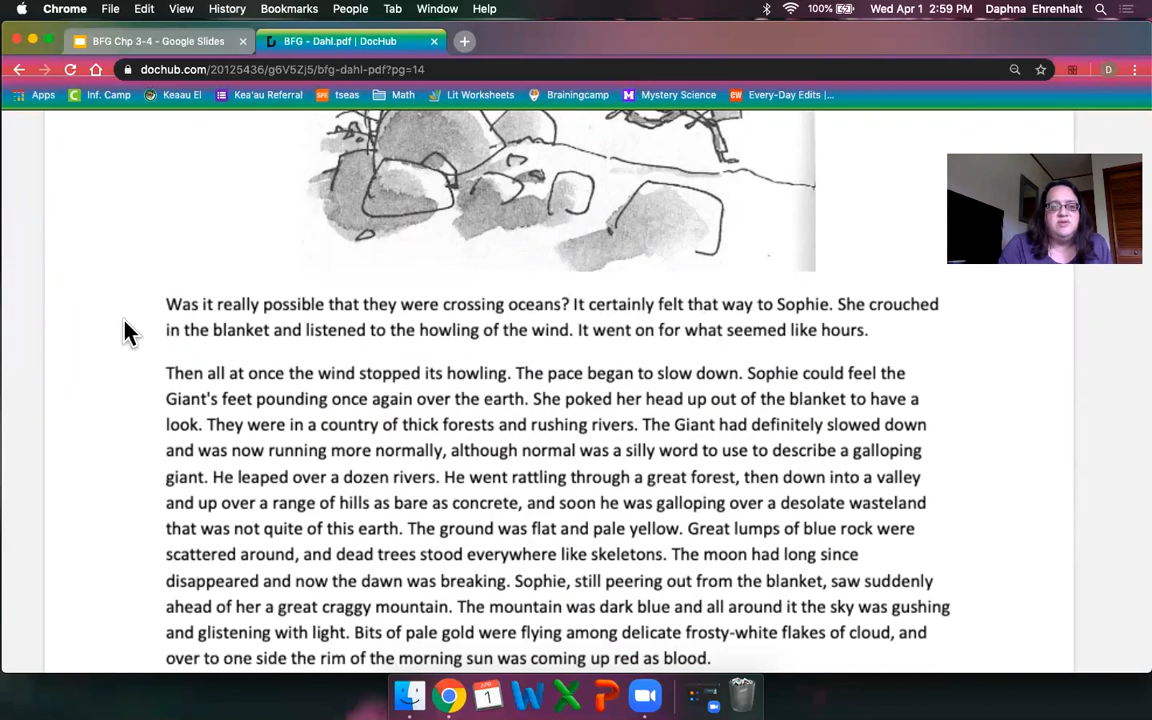 Chrome File Edit View History Bookmarks People Tab Window Help 100% Wed Apr 1 2:59 PM Daphna Ehrenhalt
BFG Chp 3-4 - Google Slides BFG - Dahl.pdf | DocHub
dochub.com/20125436/g6V5Zj5/bfg-dahl-pdf?pg=14 D
Apps Inf. Camp Keaau El Kea'au Referral tseas Math Lit Worksheets Brainingcamp Mystery Science Every-Day Edits |...
Was it really possible that they were crossing oceans? It certainly felt that way to Sophie. She crouched
in the blanket and listened to the howling of the wind. It went on for what seemed like hours.
Then all at once the wind stopped its howling. The pace began to slow down. Sophie could feel the
Giant's feet pounding once again over the earth. She poked her head up out of the blanket to have a
look. They were in a country of thick forests and rushing rivers. The Giant had definitely slowed down
and was now running more normally, although normal was a silly word to use to describe a galloping
giant. He leaped over a dozen rivers. He went rattling through a great forest, then down into a valley
and up over a range of hills as bare as concrete, and soon he was galloping over a desolate wasteland
that was not quite of this earth. The ground was flat and pale yellow. Great lumps of blue rock were
scattered around, and dead trees stood everywhere like skeletons. The moon had long since
disappeared and now the dawn was breaking. Sophie, still peering out from the blanket, saw suddenly
ahead of her a great craggy mountain. The mountain was dark blue and all around it the sky was gushing
and glistening with light. Bits of pale gold were flying among delicate frosty-white flakes of cloud, and
over to one side the rim of the morning sun was coming up red as blood.